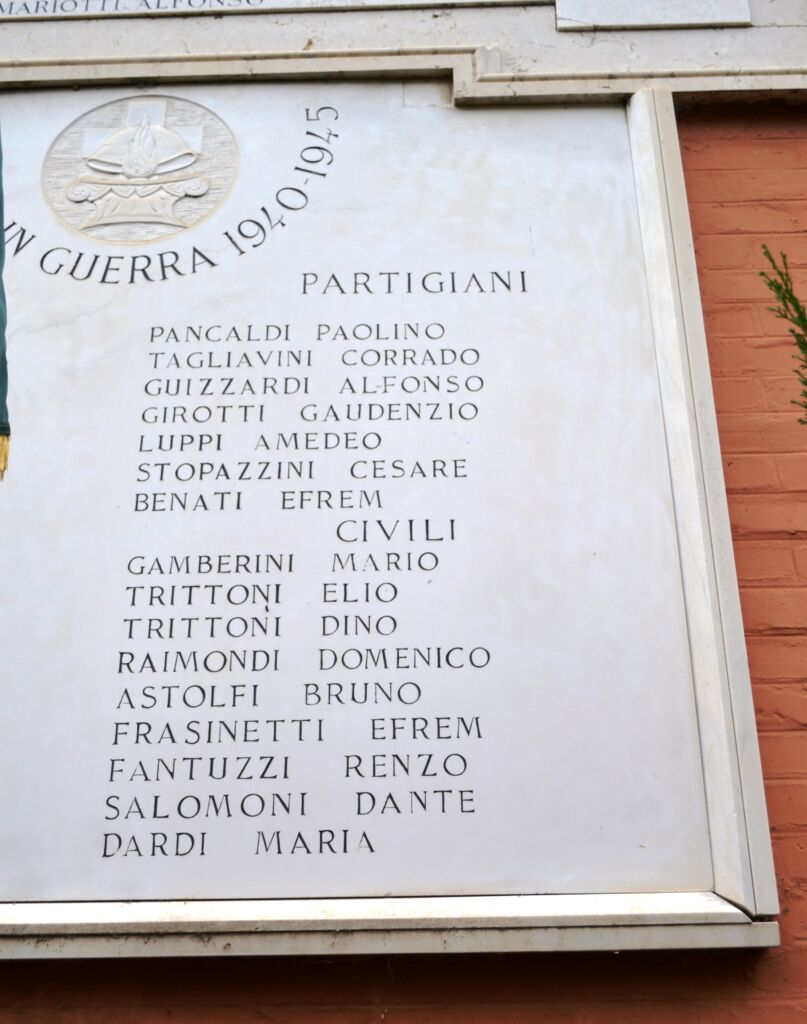 MARIOTTI ALFONSO
IN GUERRA 1940-1945
PARTIGIANI
PANCALDI PAOLINO
TAGLIAVINI CORRADO
GUIZZARDI ALFONSO
GIROTTI GAUDENZIO
LUPPI AMEDEO
STOPAZZINI CESARE
BENATI EFREM
CIVILI
GAMBERINI MARIO
TRITTONI ELIO
TRITTONI DINO
RAIMONDI DOMENICO
ASTOLFI BRUNO
FRASINETTI EFREM
FANTUZZI RENZO
SALOMONI DANTE
DARDI MARIA